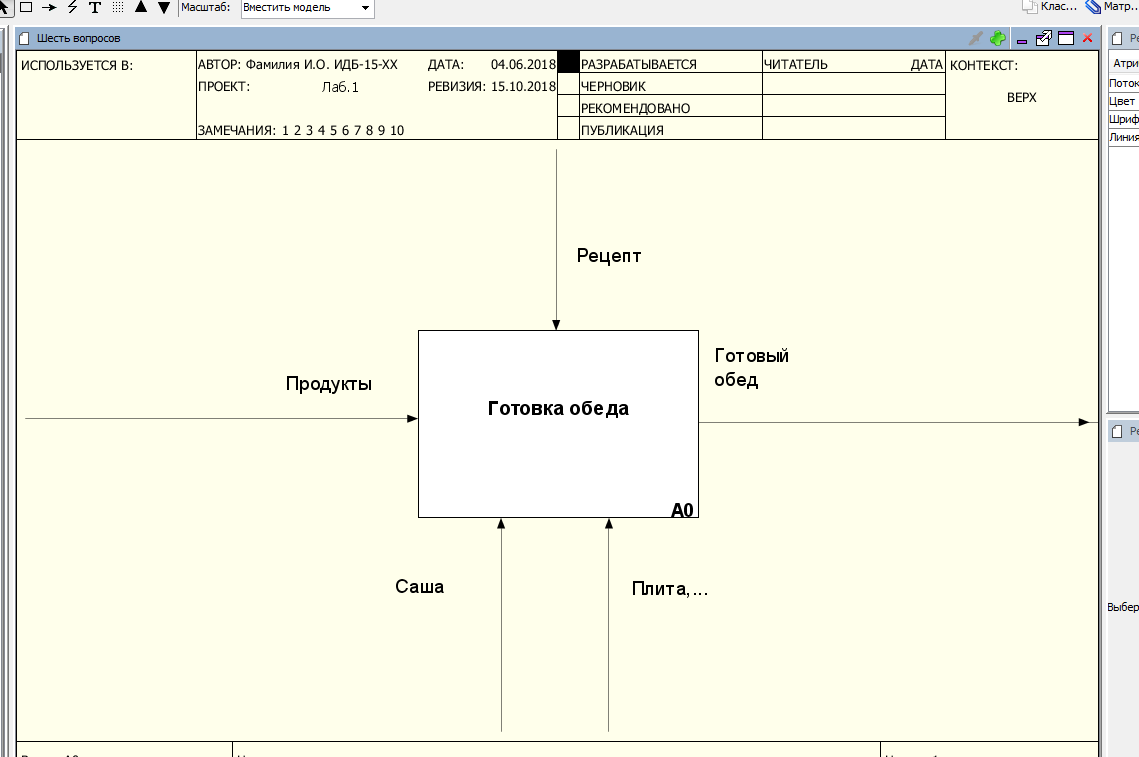 Масштаб: Вместить модель
Клас...
Матр..
Шесть вопросов
ИСПОЛЬЗУЕТСЯ В:
АВТОР: Фамилия И.О. ИДБ-15-XX
ДАТА: 04.06.2018
ПРОЕКТ: Лаб.1
РЕВИЗИЯ: 15.10.2018
ЗАМЕЧАНИЯ: 1 2 3 4 5 6 7 8 9 10
РАЗРАБАТЫВАЕТСЯ
ЧЕРНОВИК
РЕКОМЕНДОВАНО
ПУБЛИКАЦИЯ
ЧИТАТЕЛЬ
ДАТА
КОНТЕКСТ:
ВЕРХ
Рецепт
Продукты
Готовка обеда
A0
Готовый
обед
Саша
Плита,...
Ре
Атри
Поток
Цвет
Шриф
Линия
Ре
Выбер